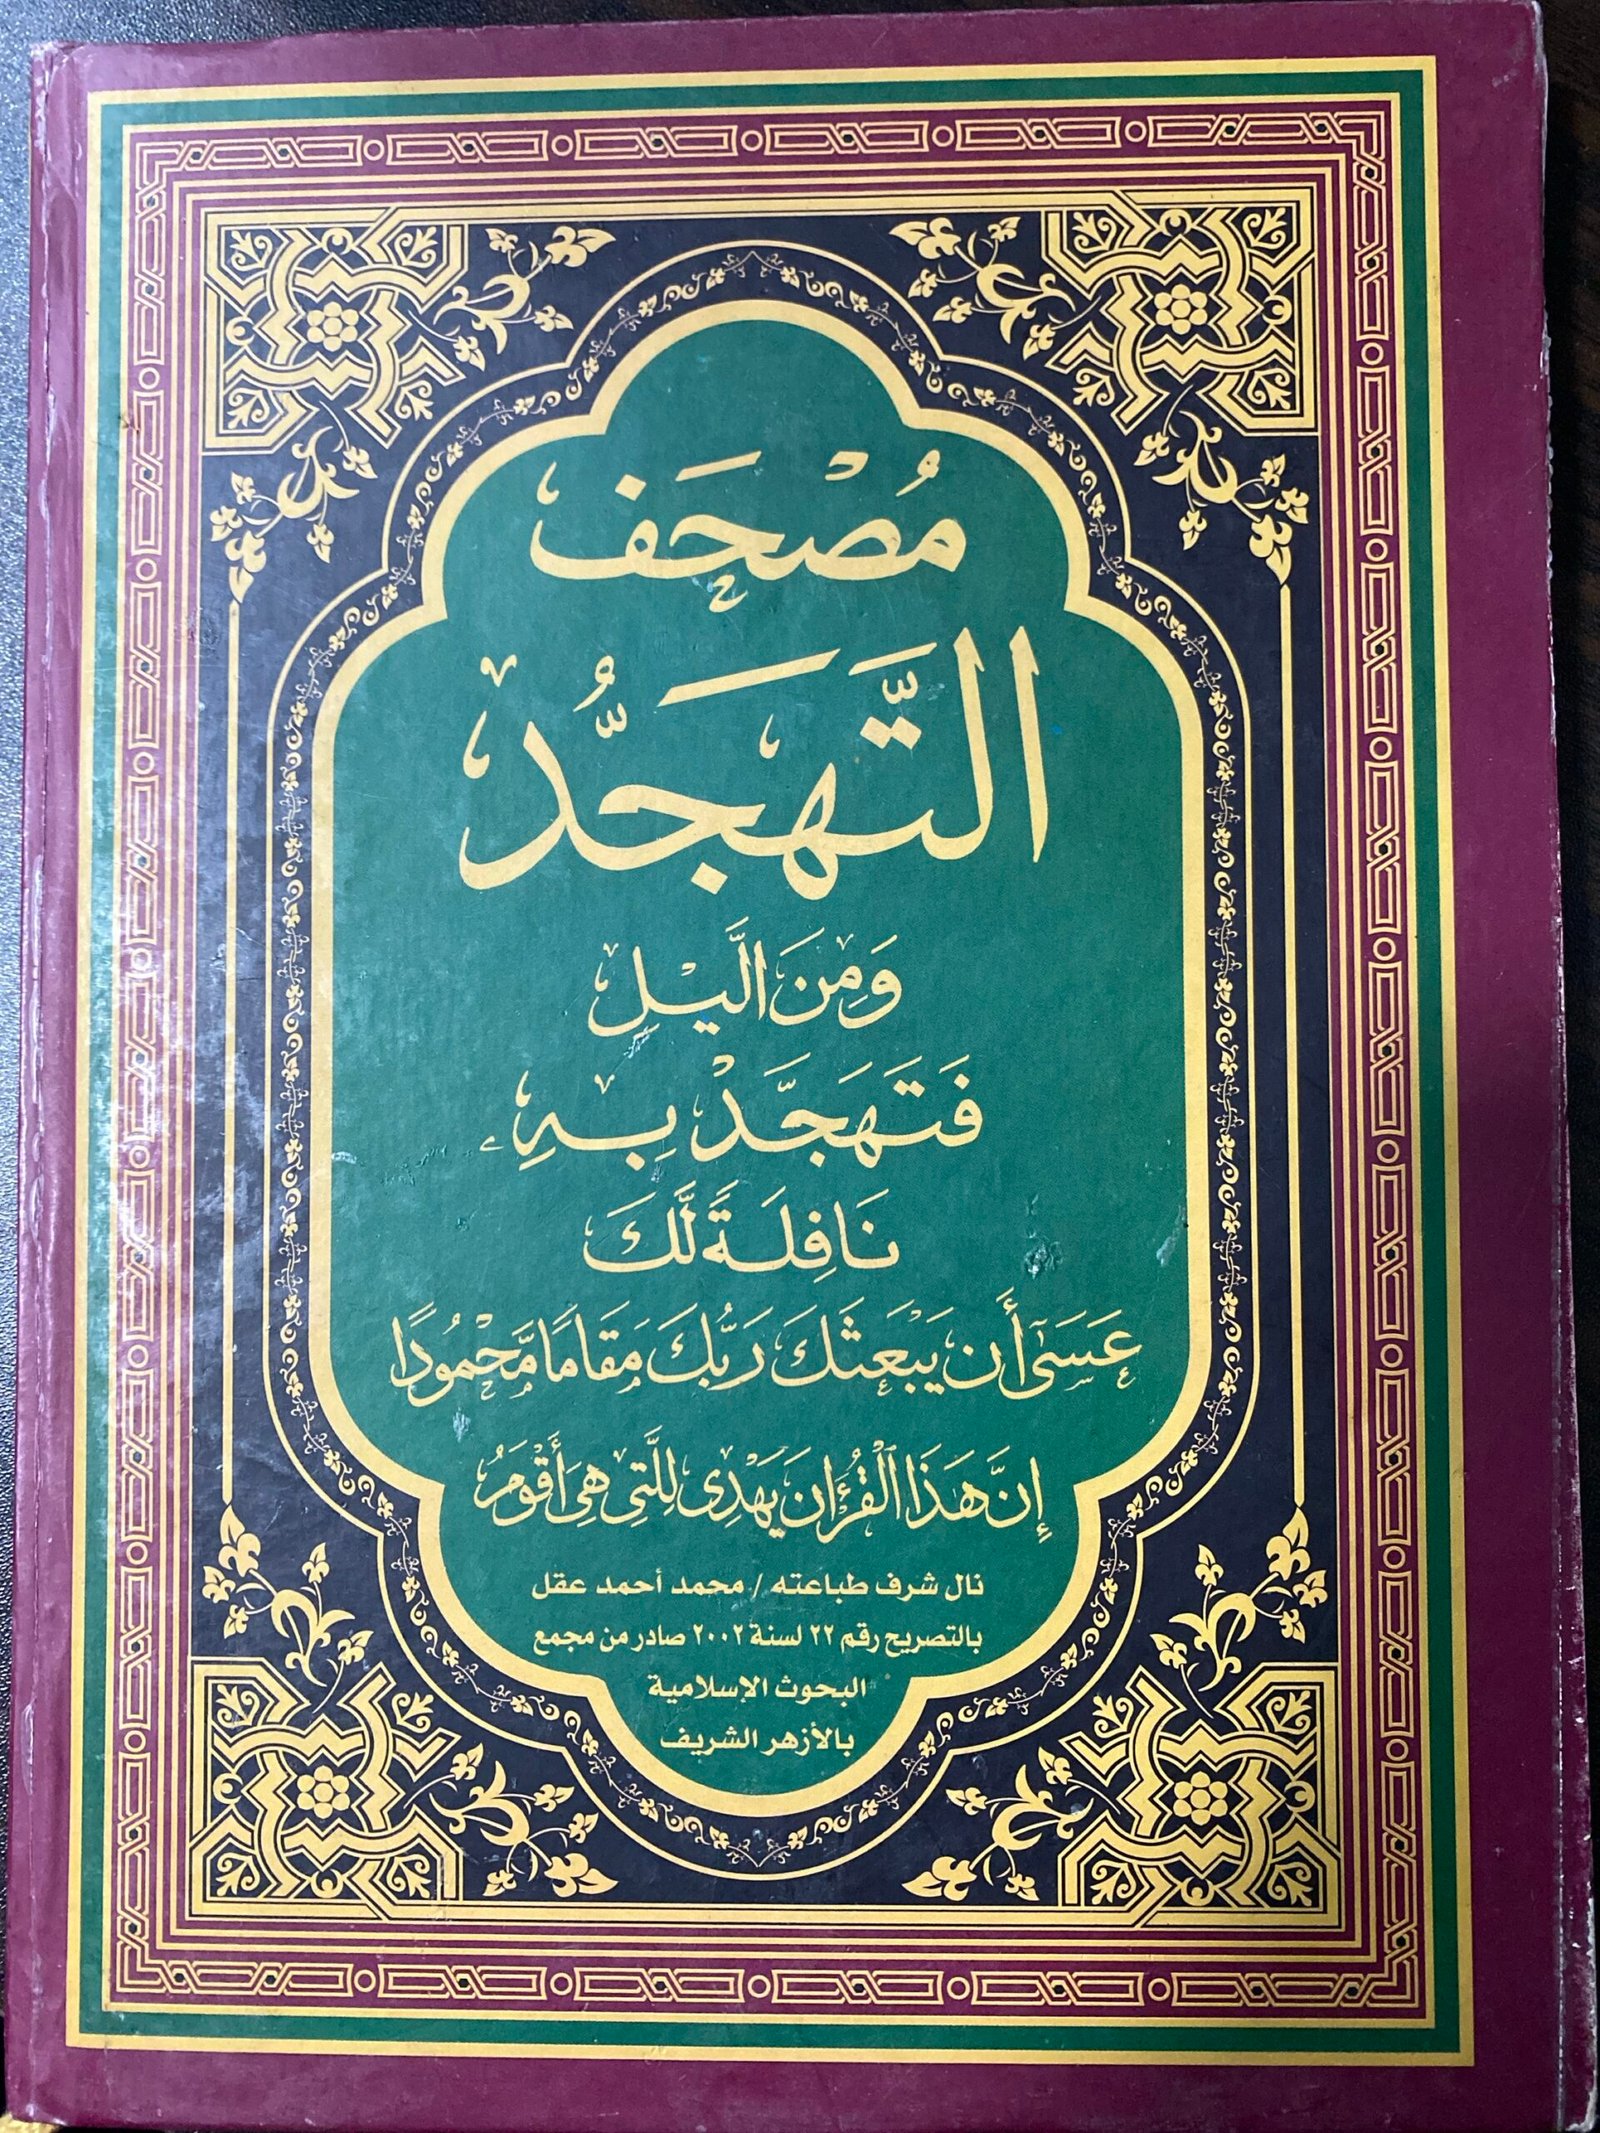 مُصْحَف
التَّهَجُّد
وَمِنَ الَّيْلِ
فَتَهَجَّدْ بِهِۦ
نَافِلَةً لَّكَ
عَسَىٰٓ أَن يَبْعَثَكَ رَبُّكَ مَقَامًا مَّحْمُودًا
إِنَّ هَٰذَا ٱلْقُرْءَانَ يَهْدِى لِلَّتِى هِىَ أَقْوَمُ
نال شرف طباعته / محمد أحمد عقل
بالتصريح رقم ٢٢ لسنة ٢٠٠٢ صادر من مجمع
البحوث الإسلامية
بالأزهر الشريف